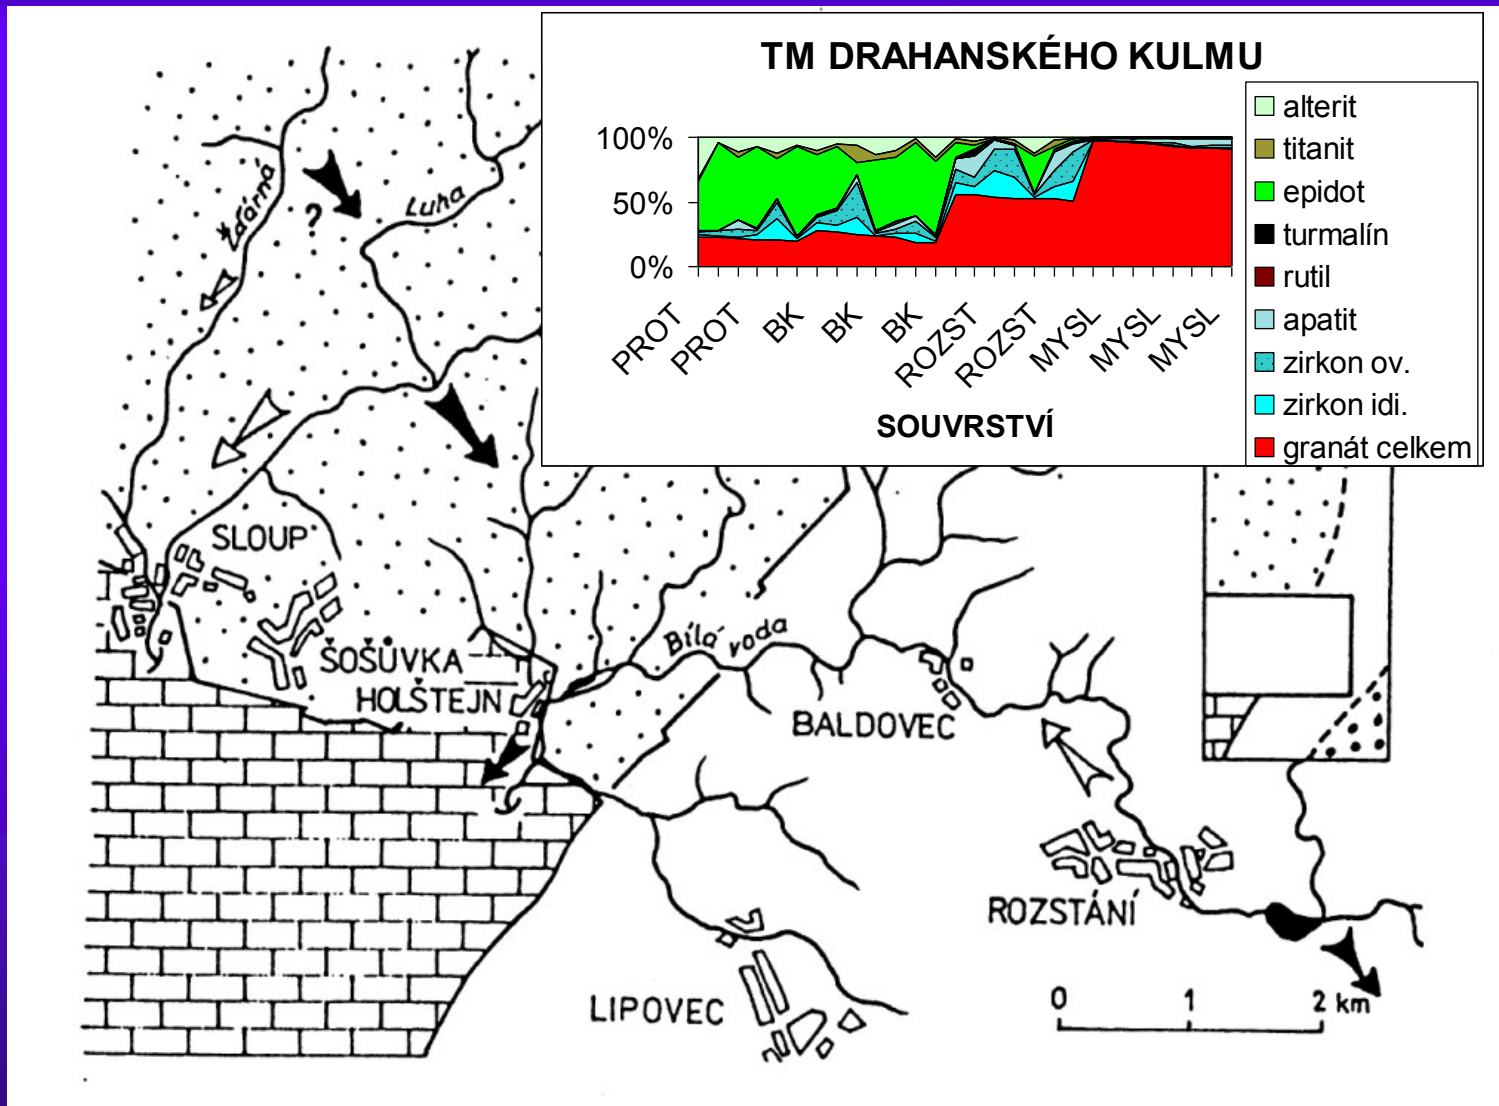 TM DRAHANSKÉHO KULMU
100%
50%
0%
PROT
PROT
BK
BK
BK
ROZST
ROZST
MYSL
MYSL
MYSL
SOUVRSTVÍ
alterit
titanit
epidot
turmalín
rutil
apatit
zirkon ov.
zirkon idi.
granát celkem
Žďárná
?
Luha
SLOUP
ŠOŠŮVKA
HOLŠTEJN
Bílá voda
BALDOVEC
ROZSTÁNÍ
LIPOVEC
0 1 2 km